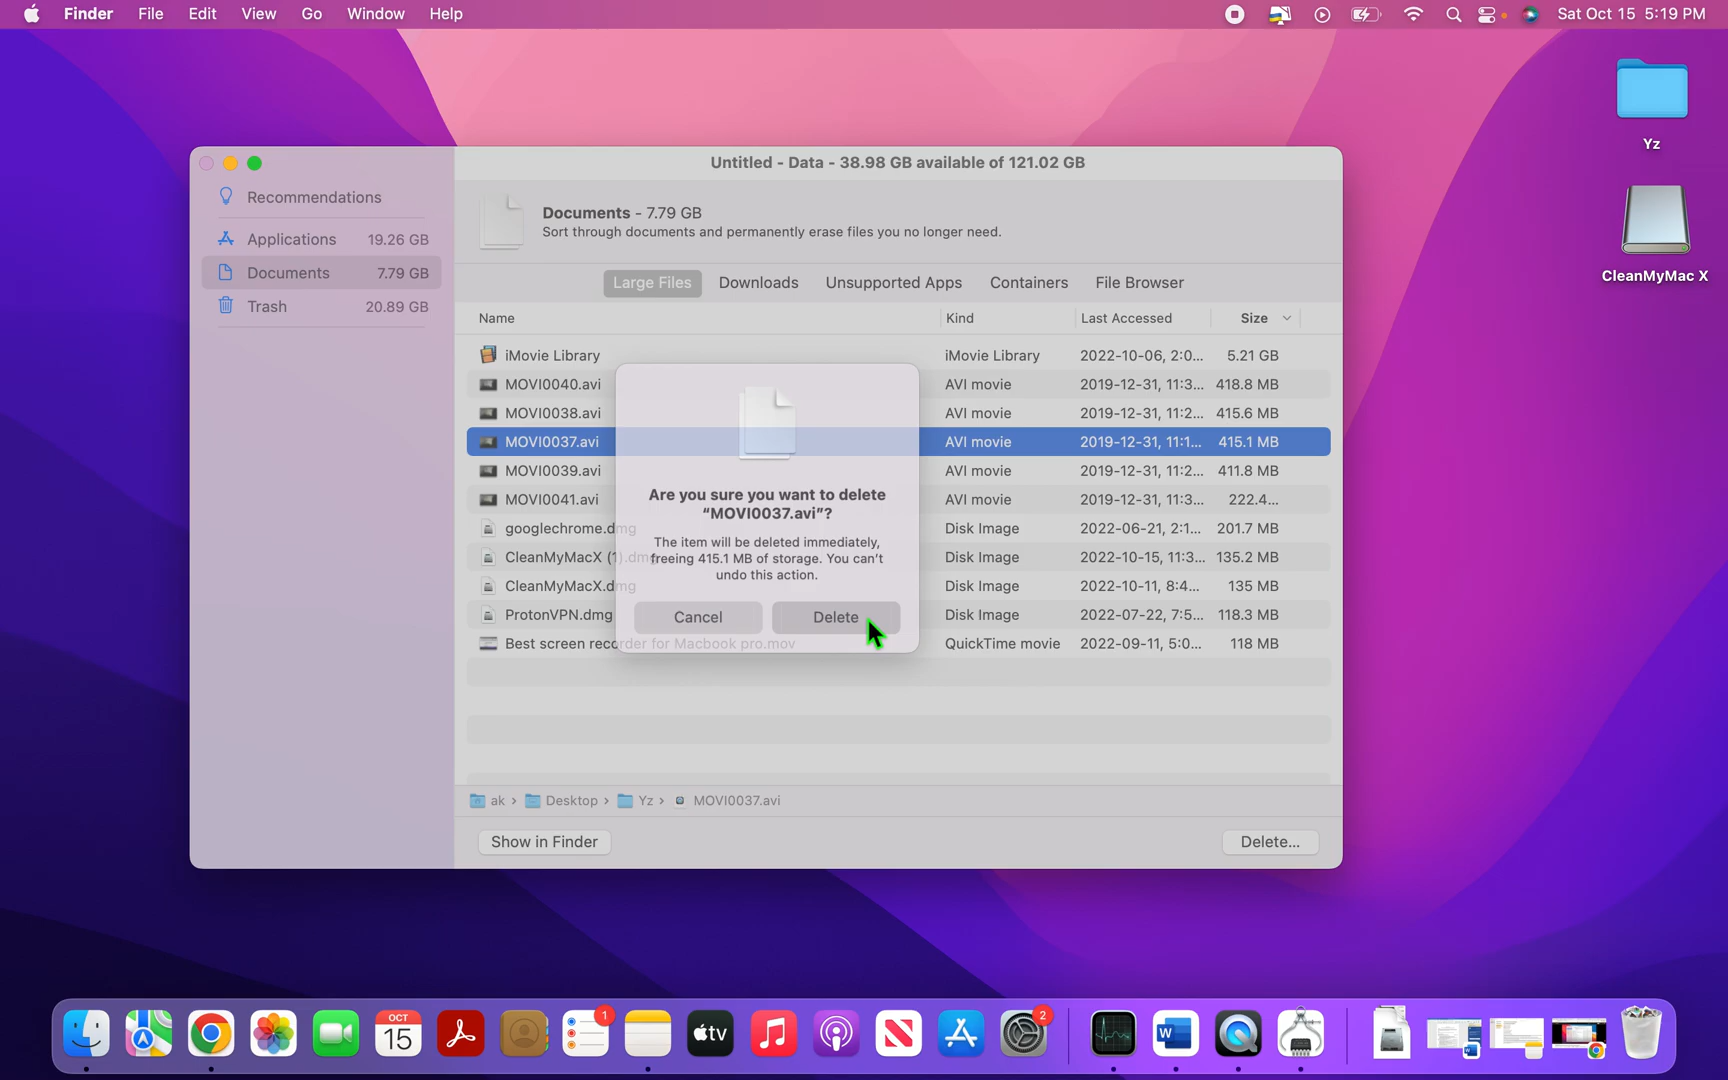 Finder File Edit View Go Window Help
Sat Oct 15 5:19 PM
Yz
CleanMyMac X
Untitled - Data - 38.98 GB available of 121.02 GB
Recommendations
Applications 19.26 GB
Documents 7.79 GB
Trash 20.89 GB
Documents - 7.79 GB
Sort through documents and permanently erase files you no longer need.
Large Files Downloads Unsupported Apps Containers File Browser
Name Kind Last Accessed Size
iMovie Library iMovie Library 2022-10-06, 2:0... 5.21 GB
MOVI0040.avi AVI movie 2019-12-31, 11:3... 418.8 MB
MOVI0038.avi AVI movie 2019-12-31, 11:2... 415.6 MB
MOVI0037.avi AVI movie 2019-12-31, 11:1... 415.1 MB
MOVI0039.avi AVI movie 2019-12-31, 11:2... 411.8 MB
MOVI0041.avi AVI movie 2019-12-31, 11:3... 222.4...
googlechrome.dmg Disk Image 2022-06-21, 2:1... 201.7 MB
CleanMyMacX (1).dmg Disk Image 2022-10-15, 11:3... 135.2 MB
CleanMyMacX.dmg Disk Image 2022-10-11, 8:4... 135 MB
ProtonVPN.dmg Disk Image 2022-07-22, 7:5... 118.3 MB
Best screen recorder for Macbook pro.mov QuickTime movie 2022-09-11, 5:0... 118 MB
Are you sure you want to delete
“MOVI0037.avi”?
The item will be deleted immediately,
freeing 415.1 MB of storage. You can’t
undo this action.
Cancel Delete
ak › Desktop › Yz › MOVI0037.avi
Show in Finder Delete...
OCT
15
1
tv
2
W